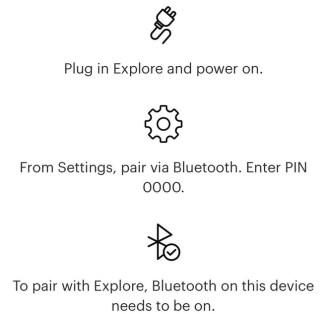 Plug in Explore and power on.
From Settings, pair via Bluetooth. Enter PIN
0000.
To pair with Explore, Bluetooth on this device
needs to be on.